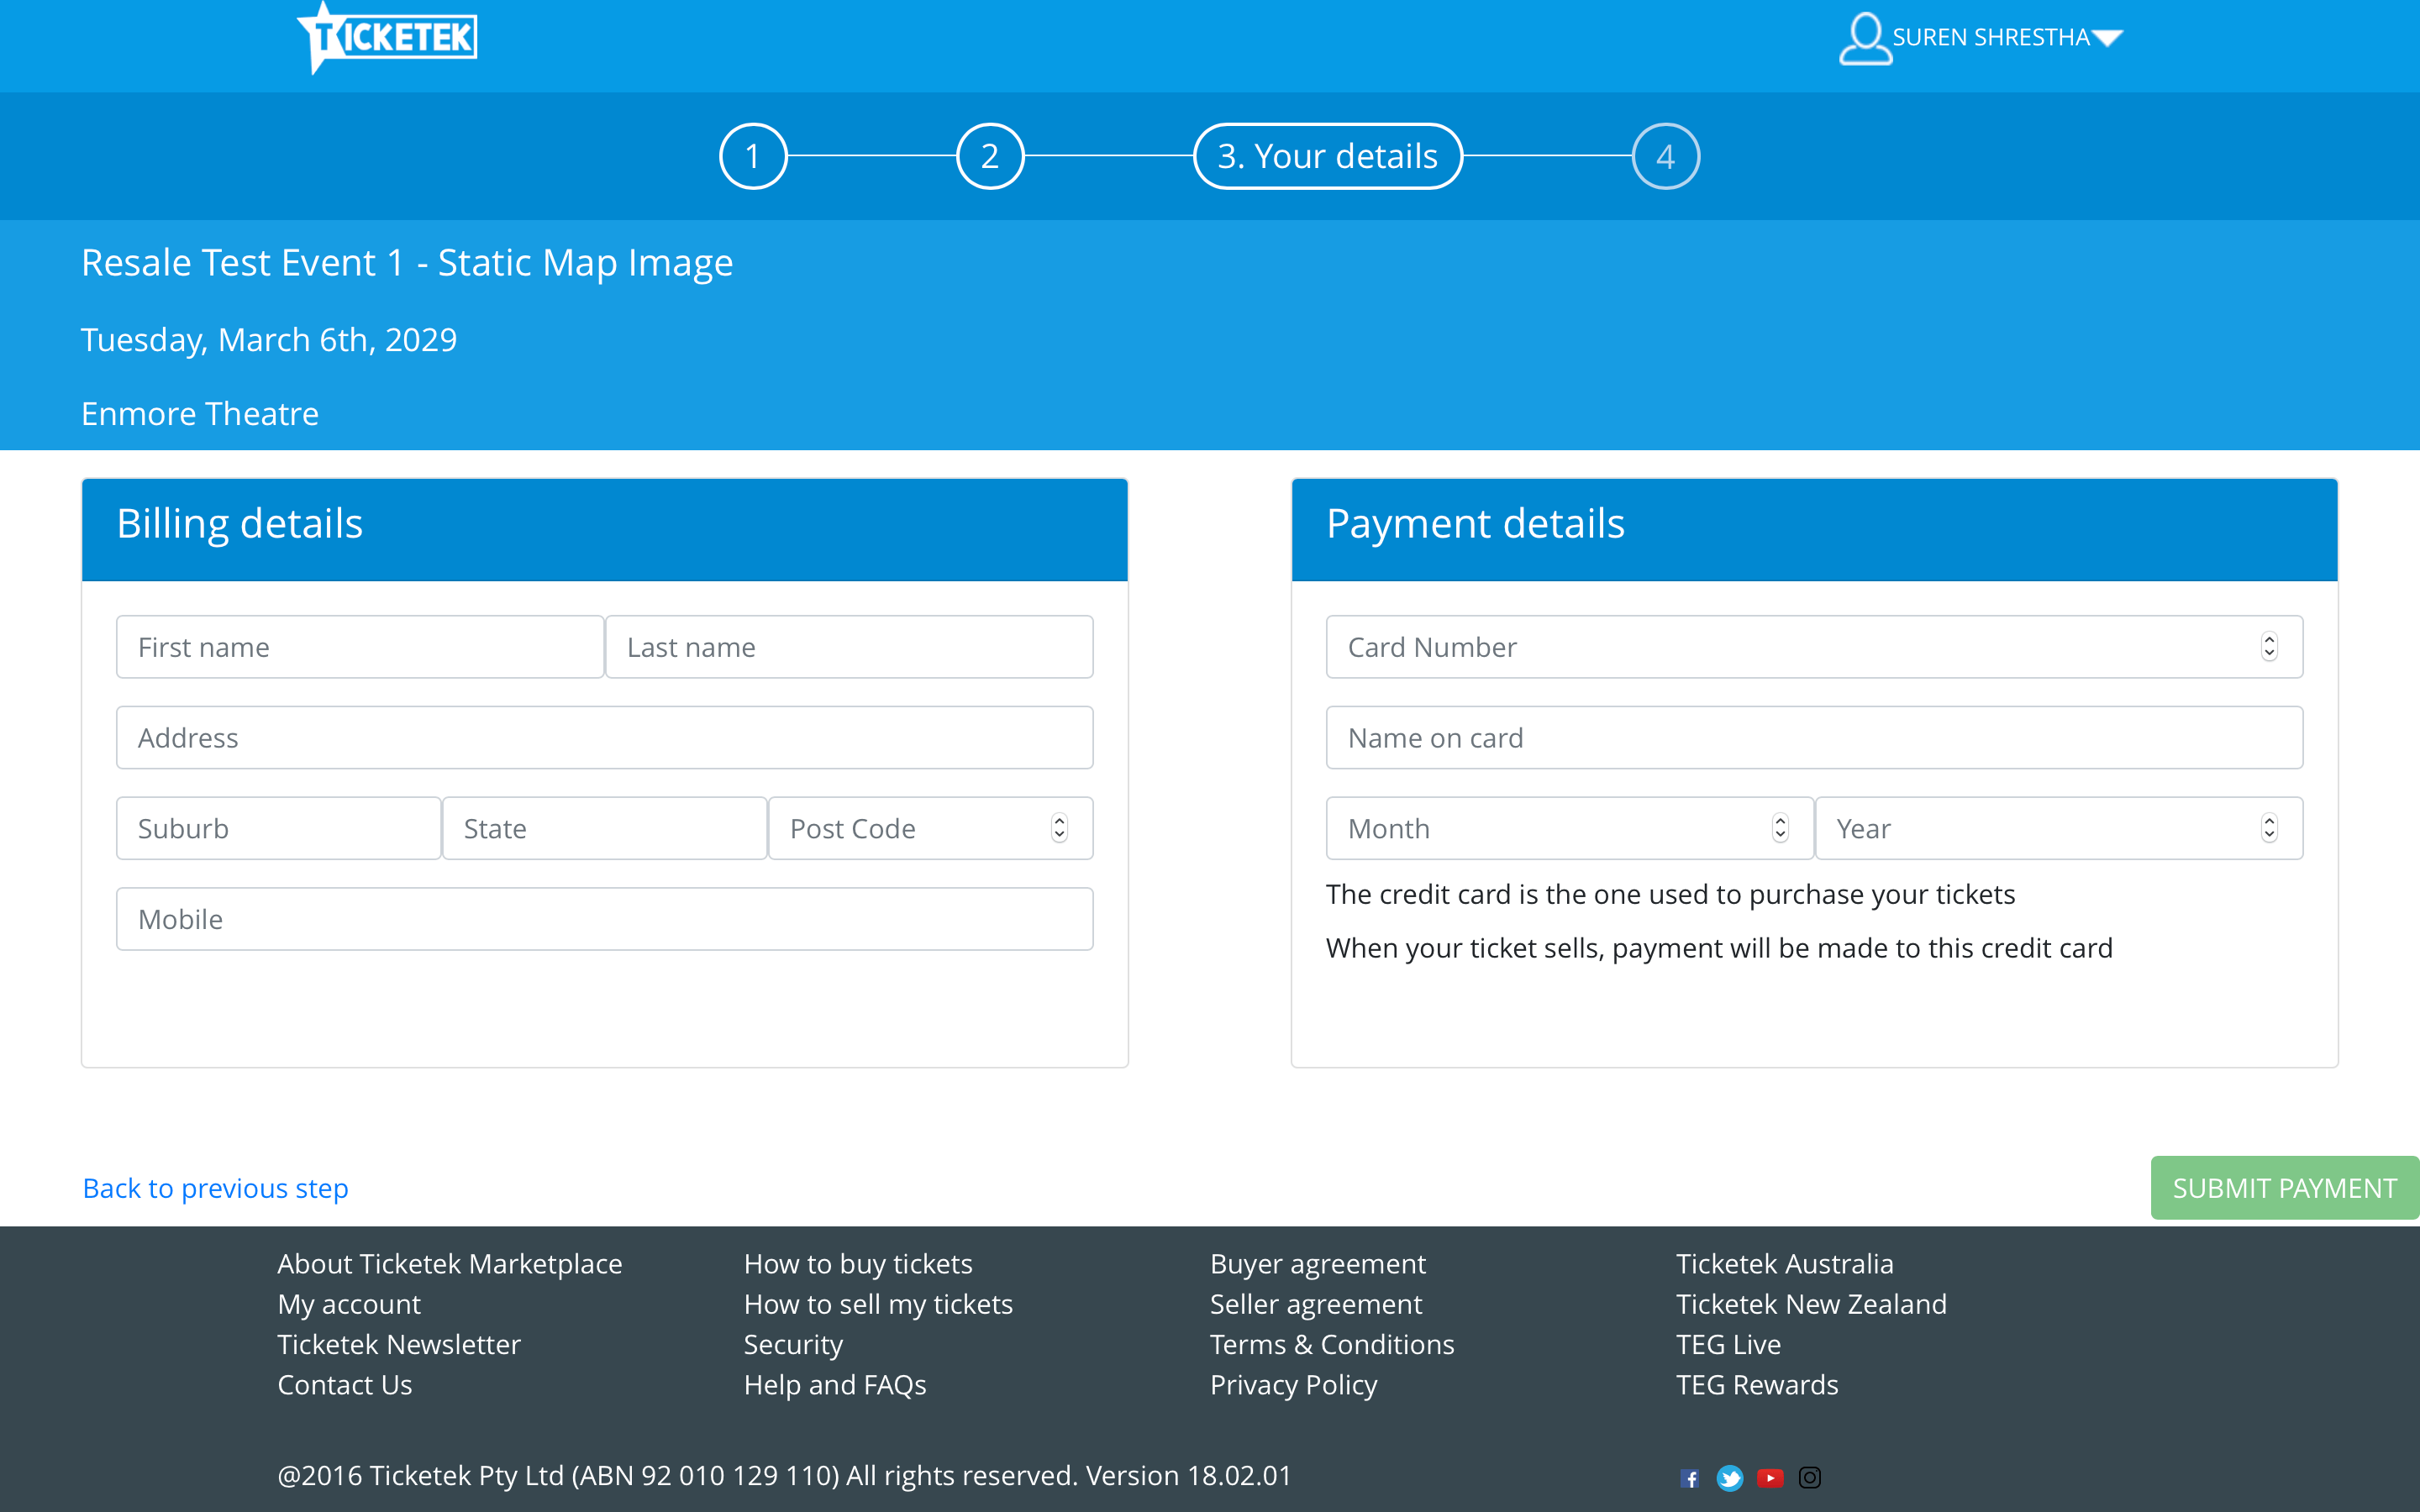 TICKETEK
SUREN SHRESTHA
1
2
3. Your details
4
Resale Test Event 1 - Static Map Image
Tuesday, March 6th, 2029
Enmore Theatre
Billing details
First name
Last name
Address
Suburb
State
Post Code
Mobile
Payment details
Card Number
Name on card
Month
Year
The credit card is the one used to purchase your tickets
When your ticket sells, payment will be made to this credit card
Back to previous step
SUBMIT PAYMENT
About Ticketek Marketplace
My account
Ticketek Newsletter
Contact Us
How to buy tickets
How to sell my tickets
Security
Help and FAQs
Buyer agreement
Seller agreement
Terms & Conditions
Privacy Policy
Ticketek Australia
Ticketek New Zealand
TEG Live
TEG Rewards
@2016 Ticketek Pty Ltd (ABN 92 010 129 110) All rights reserved. Version 18.02.01